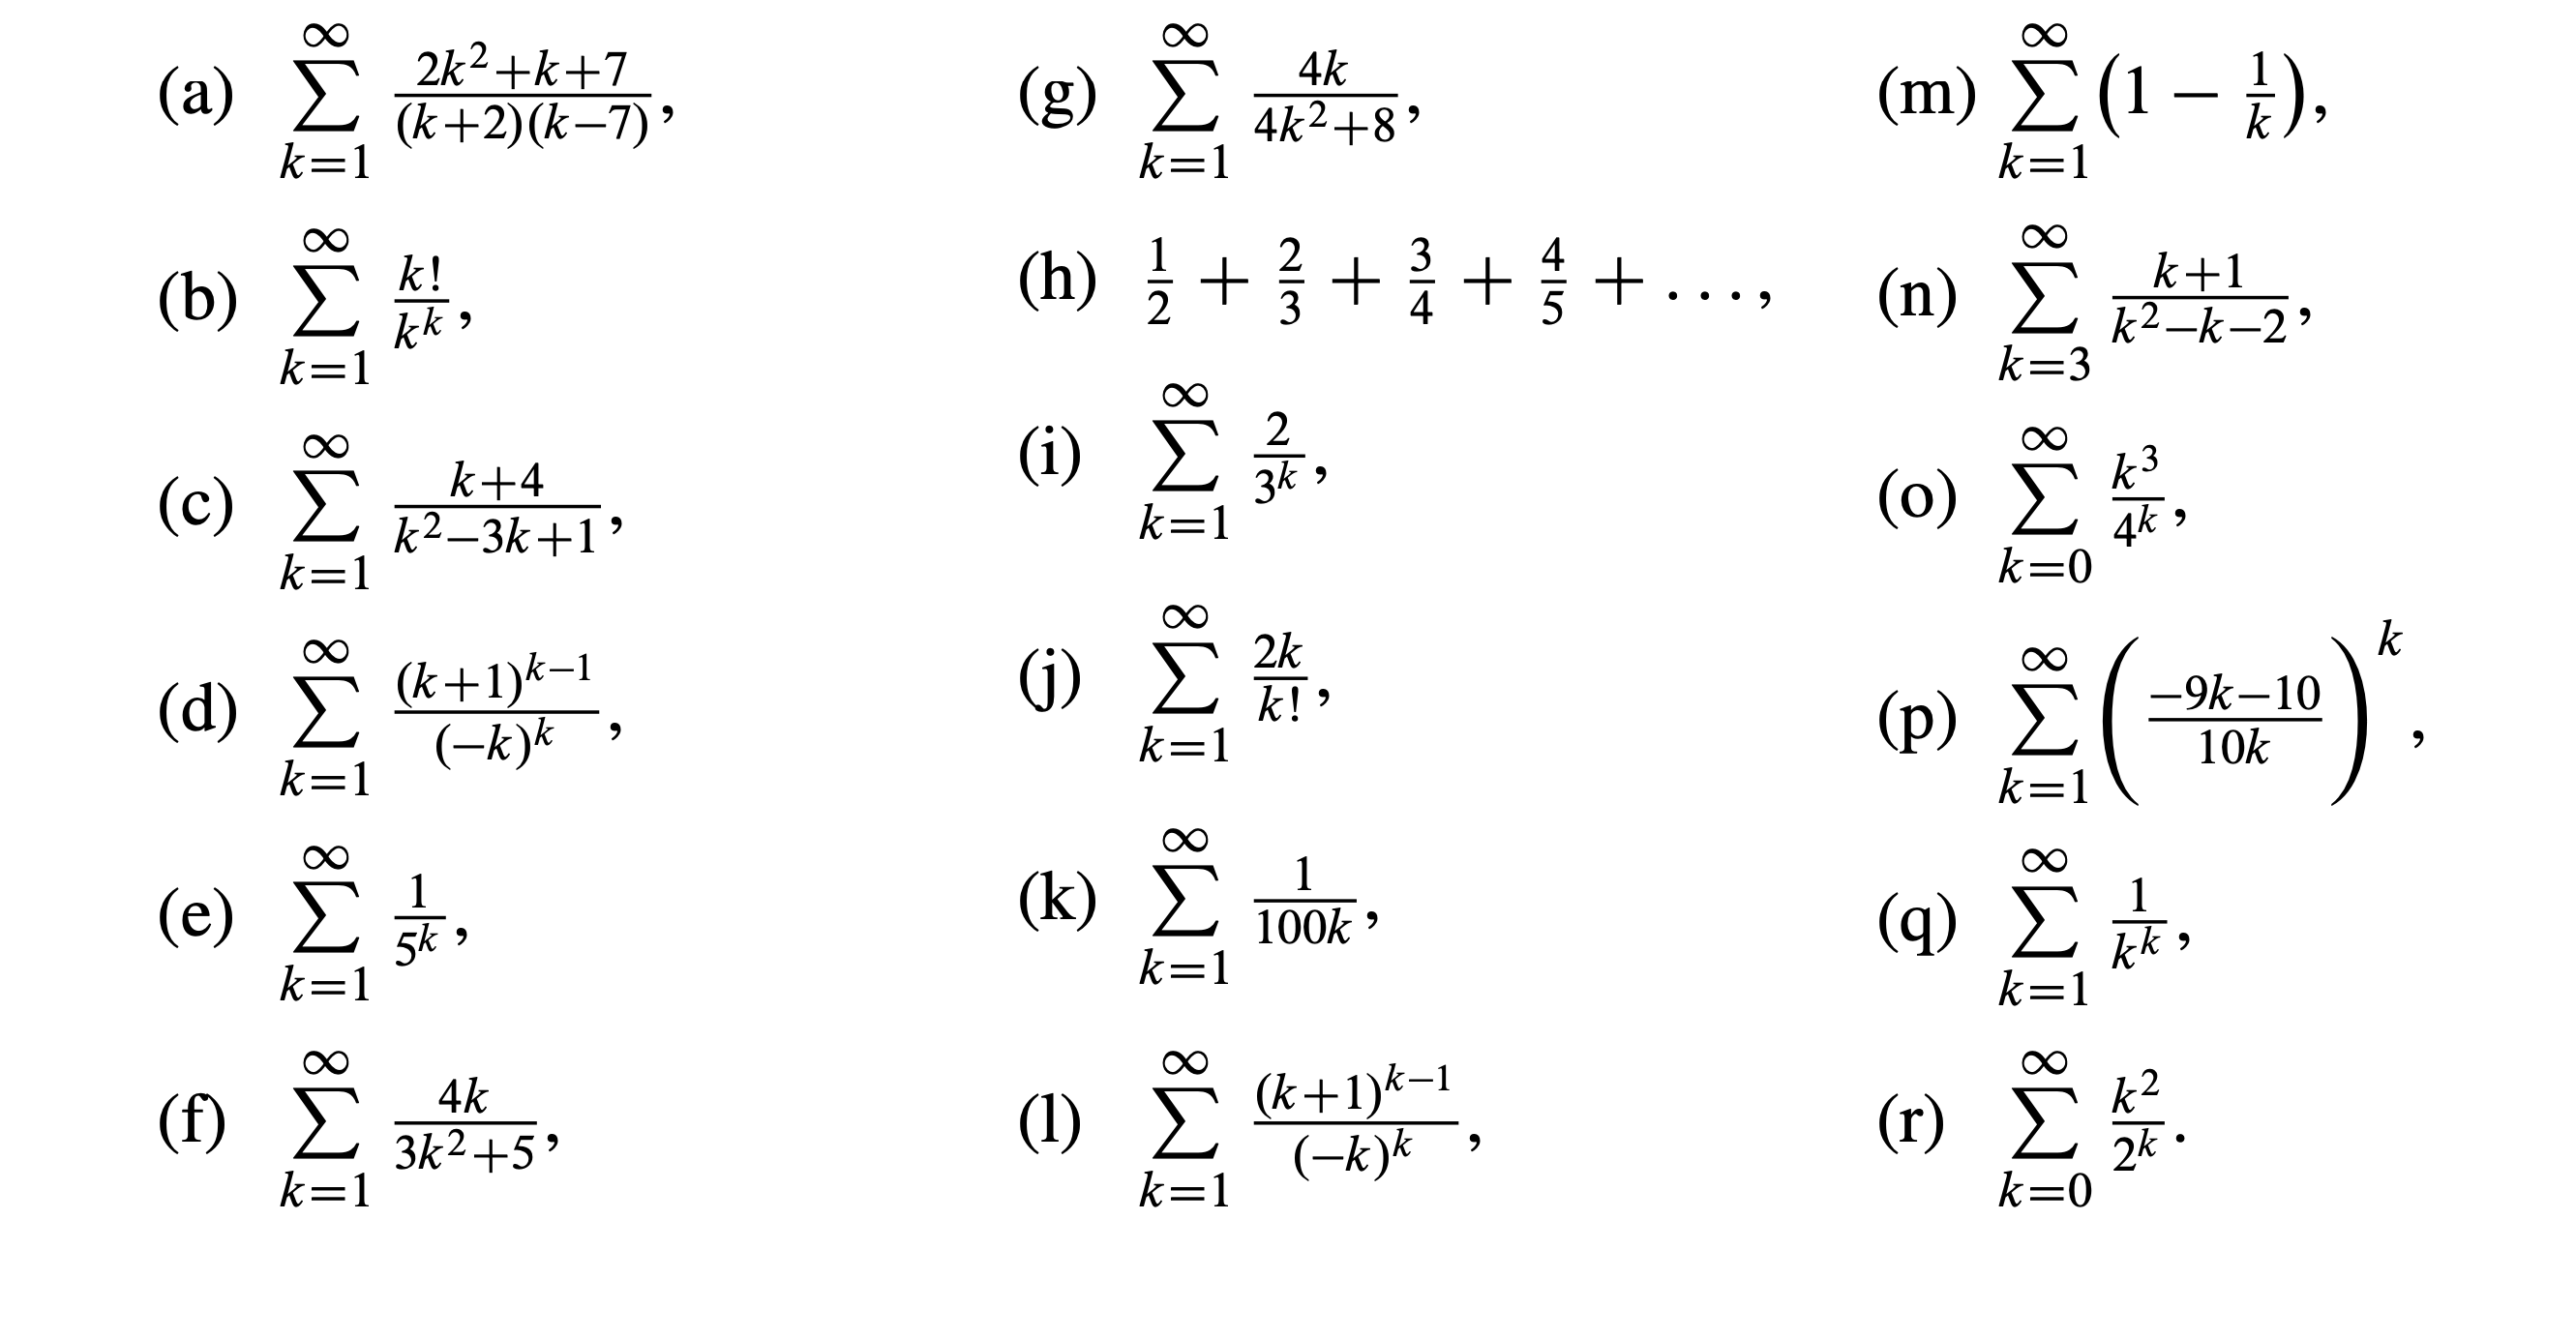 (a) $\sum_{k=1}^{\infty} \frac{2k^2+k+7}{(k+2)(k-7)}$,
(b) $\sum_{k=1}^{\infty} \frac{k!}{k^k}$,
(c) $\sum_{k=1}^{\infty} \frac{k+4}{k^2-3k+1}$,
(d) $\sum_{k=1}^{\infty} \frac{(k+1)^{k-1}}{(-k)^k}$,
(e) $\sum_{k=1}^{\infty} \frac{1}{5^k}$,
(f) $\sum_{k=1}^{\infty} \frac{4k}{3k^2+5}$,
(g) $\sum_{k=1}^{\infty} \frac{4k}{4k^2+8}$,
(h) $\frac{1}{2} + \frac{2}{3} + \frac{3}{4} + \frac{4}{5} + \ldots$,
(i) $\sum_{k=1}^{\infty} \frac{2}{3^k}$,
(j) $\sum_{k=1}^{\infty} \frac{2k}{k!}$,
(k) $\sum_{k=1}^{\infty} \frac{1}{100k}$,
(l) $\sum_{k=1}^{\infty} \frac{(k+1)^{k-1}}{(-k)^k}$,
(m) $\sum_{k=1}^{\infty} \left(1 - \frac{1}{k}\right)$,
(n) $\sum_{k=3}^{\infty} \frac{k+1}{k^2-k-2}$,
(o) $\sum_{k=0}^{\infty} \frac{k^3}{4^k}$,
(p) $\sum_{k=1}^{\infty} \left(\frac{-9k-10}{10k}\right)^k$,
(q) $\sum_{k=1}^{\infty} \frac{1}{k^k}$,
(r) $\sum_{k=0}^{\infty} \frac{k^2}{2^k}$.